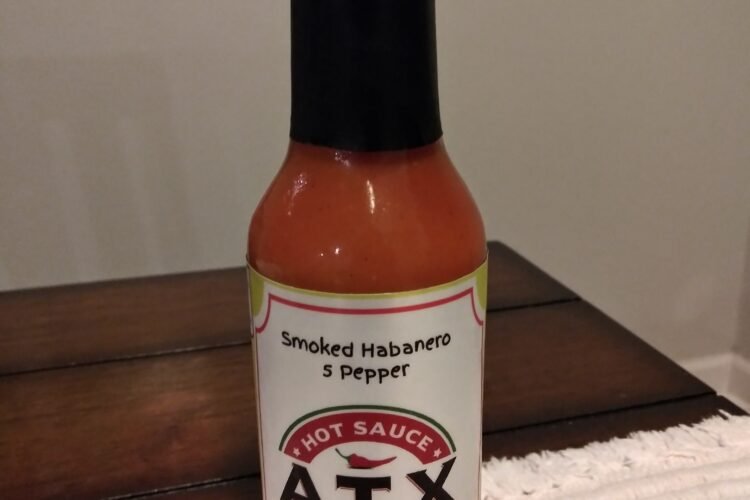 Smoked Habanero
5 Pepper
HOT SAUCE
ATX